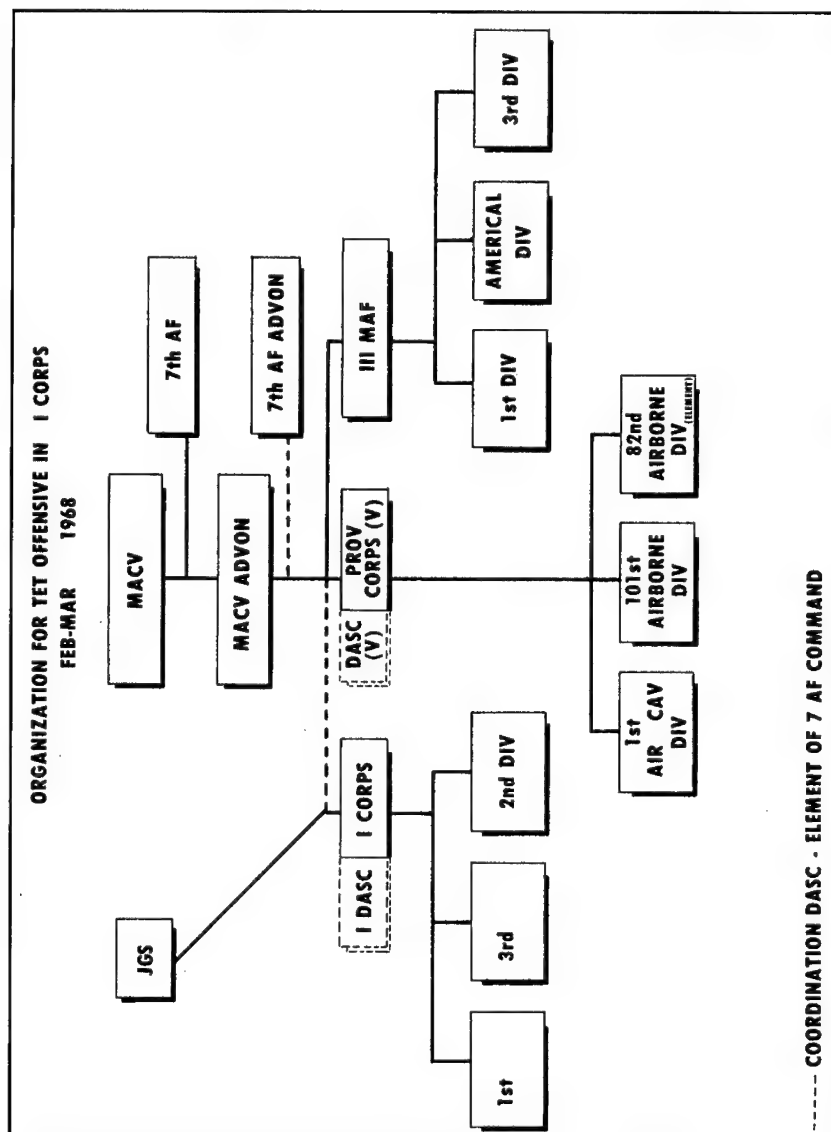 ORGANIZATION FOR TET OFFENSIVE IN I CORPS
FEB-MAR 1968
MACV
7th AF
JGS
MACV ADVON
7th AF ADVON
I DASC
I CORPS
DASC
(V)
PROV
CORPS (V)
III MAF
1st
3rd
2nd DIV
1st DIV
AMERICAL
DIV
3rd DIV
1st
AIR CAV
DIV
101st
AIRBORNE
DIV
82nd
AIRBORNE
DIV (ELEMENT)
----- COORDINATION DASC - ELEMENT OF 7 AF COMMAND